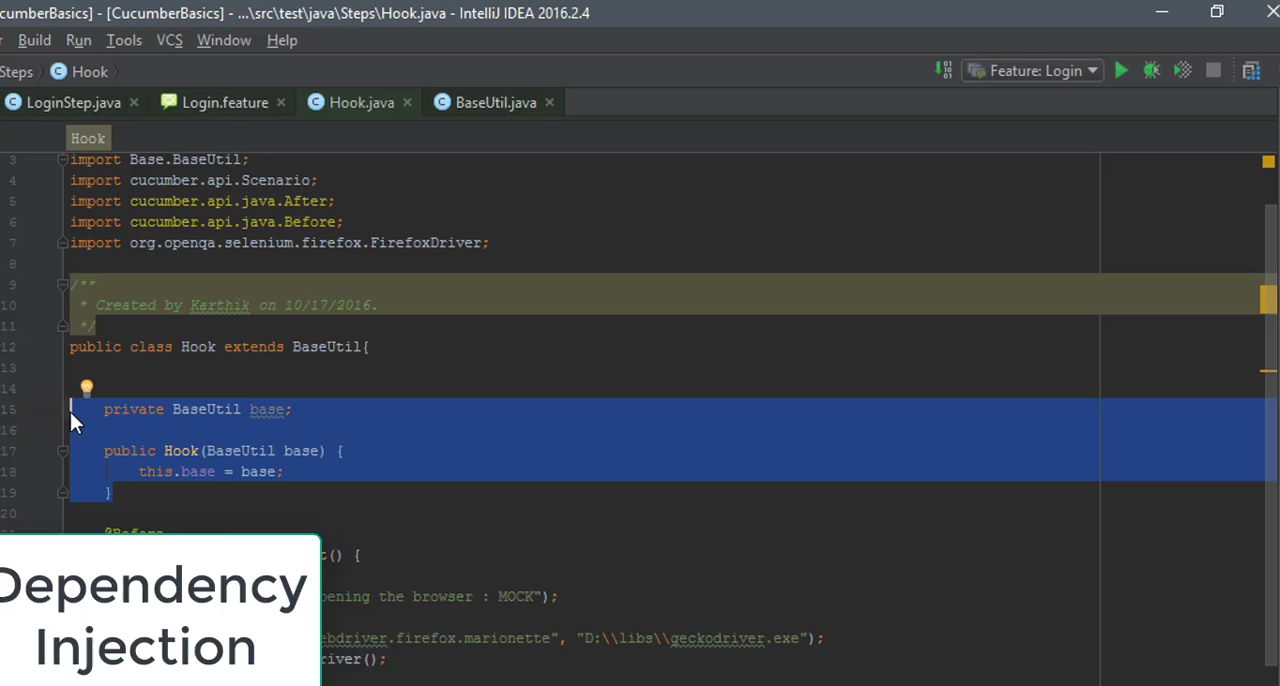 cumberBasics] - [CucumberBasics] - ...\src\test\java\Steps\Hook.java - IntelliJ IDEA 2016.2.4
Build Run Tools VCS Window Help
Steps Hook Feature: Login
LoginStep.java Login.feature Hook.java BaseUtil.java
Hook
3 import Base.BaseUtil;
4 import cucumber.api.Scenario;
5 import cucumber.api.java.After;
6 import cucumber.api.java.Before;
7 import org.openqa.selenium.firefox.FirefoxDriver;
8
9 /**
10 * Created by Karthik on 10/17/2016.
11 */
12 public class Hook extends BaseUtil{
13
14
15 private BaseUtil base;
16
17 public Hook(BaseUtil base) {
18 this.base = base;
19 }
20
@Before
t() {
pening the browser : MOCK");
ebdriver.firefox.marionette", "D:\\libs\\geckodriver.exe");
river();
Dependency
Injection